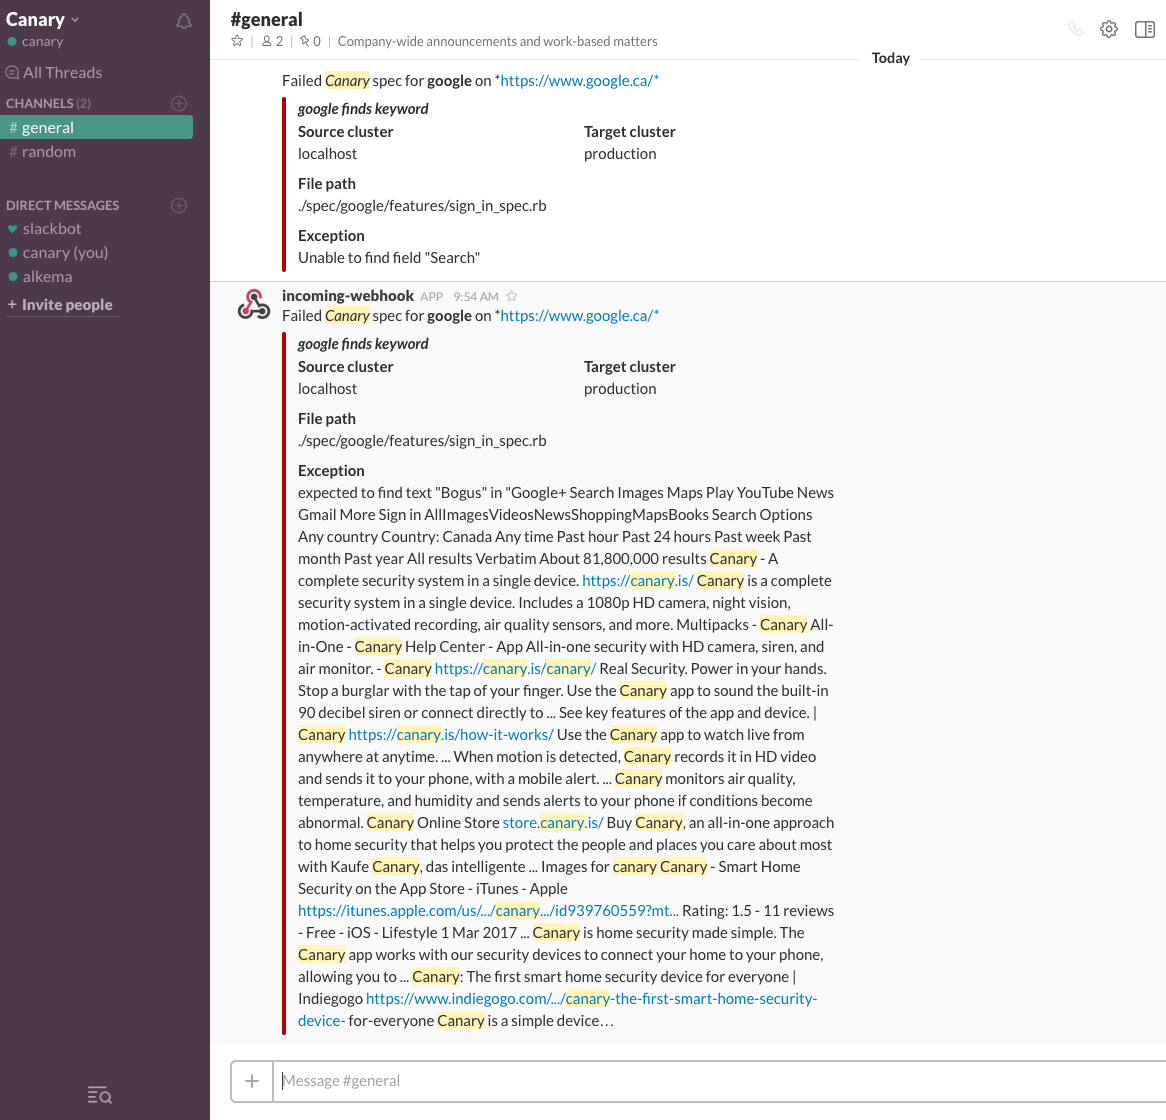 Canary
canary
All Threads
CHANNELS (2)
# general
# random
DIRECT MESSAGES
slackbot
canary (you)
alkema
+ Invite people
#general
2 | 0 | Company-wide announcements and work-based matters
Today
Failed Canary spec for google on *https://www.google.ca/*
google finds keyword
Source cluster Target cluster
localhost production
File path
./spec/google/features/sign_in_spec.rb
Exception
Unable to find field "Search"
incoming-webhook APP 9:54 AM
Failed Canary spec for google on *https://www.google.ca/*
google finds keyword
Source cluster Target cluster
localhost production
File path
./spec/google/features/sign_in_spec.rb
Exception
expected to find text "Bogus" in "Google+ Search Images Maps Play YouTube News
Gmail More Sign in AllImagesVideosNewsShoppingMapsBooks Search Options
Any country Country: Canada Any time Past hour Past 24 hours Past week Past
month Past year All results Verbatim About 81,800,000 results Canary - A
complete security system in a single device. https://canary.is/ Canary is a complete
security system in a single device. Includes a 1080p HD camera, night vision,
motion-activated recording, air quality sensors, and more. Multipacks - Canary All-
in-One - Canary Help Center - App All-in-one security with HD camera, siren, and
air monitor. - Canary https://canary.is/canary/ Real Security. Power in your hands.
Stop a burglar with the tap of your finger. Use the Canary app to sound the built-in
90 decibel siren or connect directly to ... See key features of the app and device. |
Canary https://canary.is/how-it-works/ Use the Canary app to watch live from
anywhere at anytime. ... When motion is detected, Canary records it in HD video
and sends it to your phone, with a mobile alert. ... Canary monitors air quality,
temperature, and humidity and sends alerts to your phone if conditions become
abnormal. Canary Online Store store.canary.is/ Buy Canary, an all-in-one approach
to home security that helps you protect the people and places you care about most
with Kaufe Canary, das intelligente ... Images for canary Canary - Smart Home
Security on the App Store - iTunes - Apple
https://itunes.apple.com/us/.../canary.../id939760559?mt... Rating: 1.5 - 11 reviews
- Free - iOS - Lifestyle 1 Mar 2017 ... Canary is home security made simple. The
Canary app works with our security devices to connect your home to your phone,
allowing you to ... Canary: The first smart home security device for everyone |
Indiegogo https://www.indiegogo.com/.../canary-the-first-smart-home-security-
device- for-everyone Canary is a simple device…
Message #general